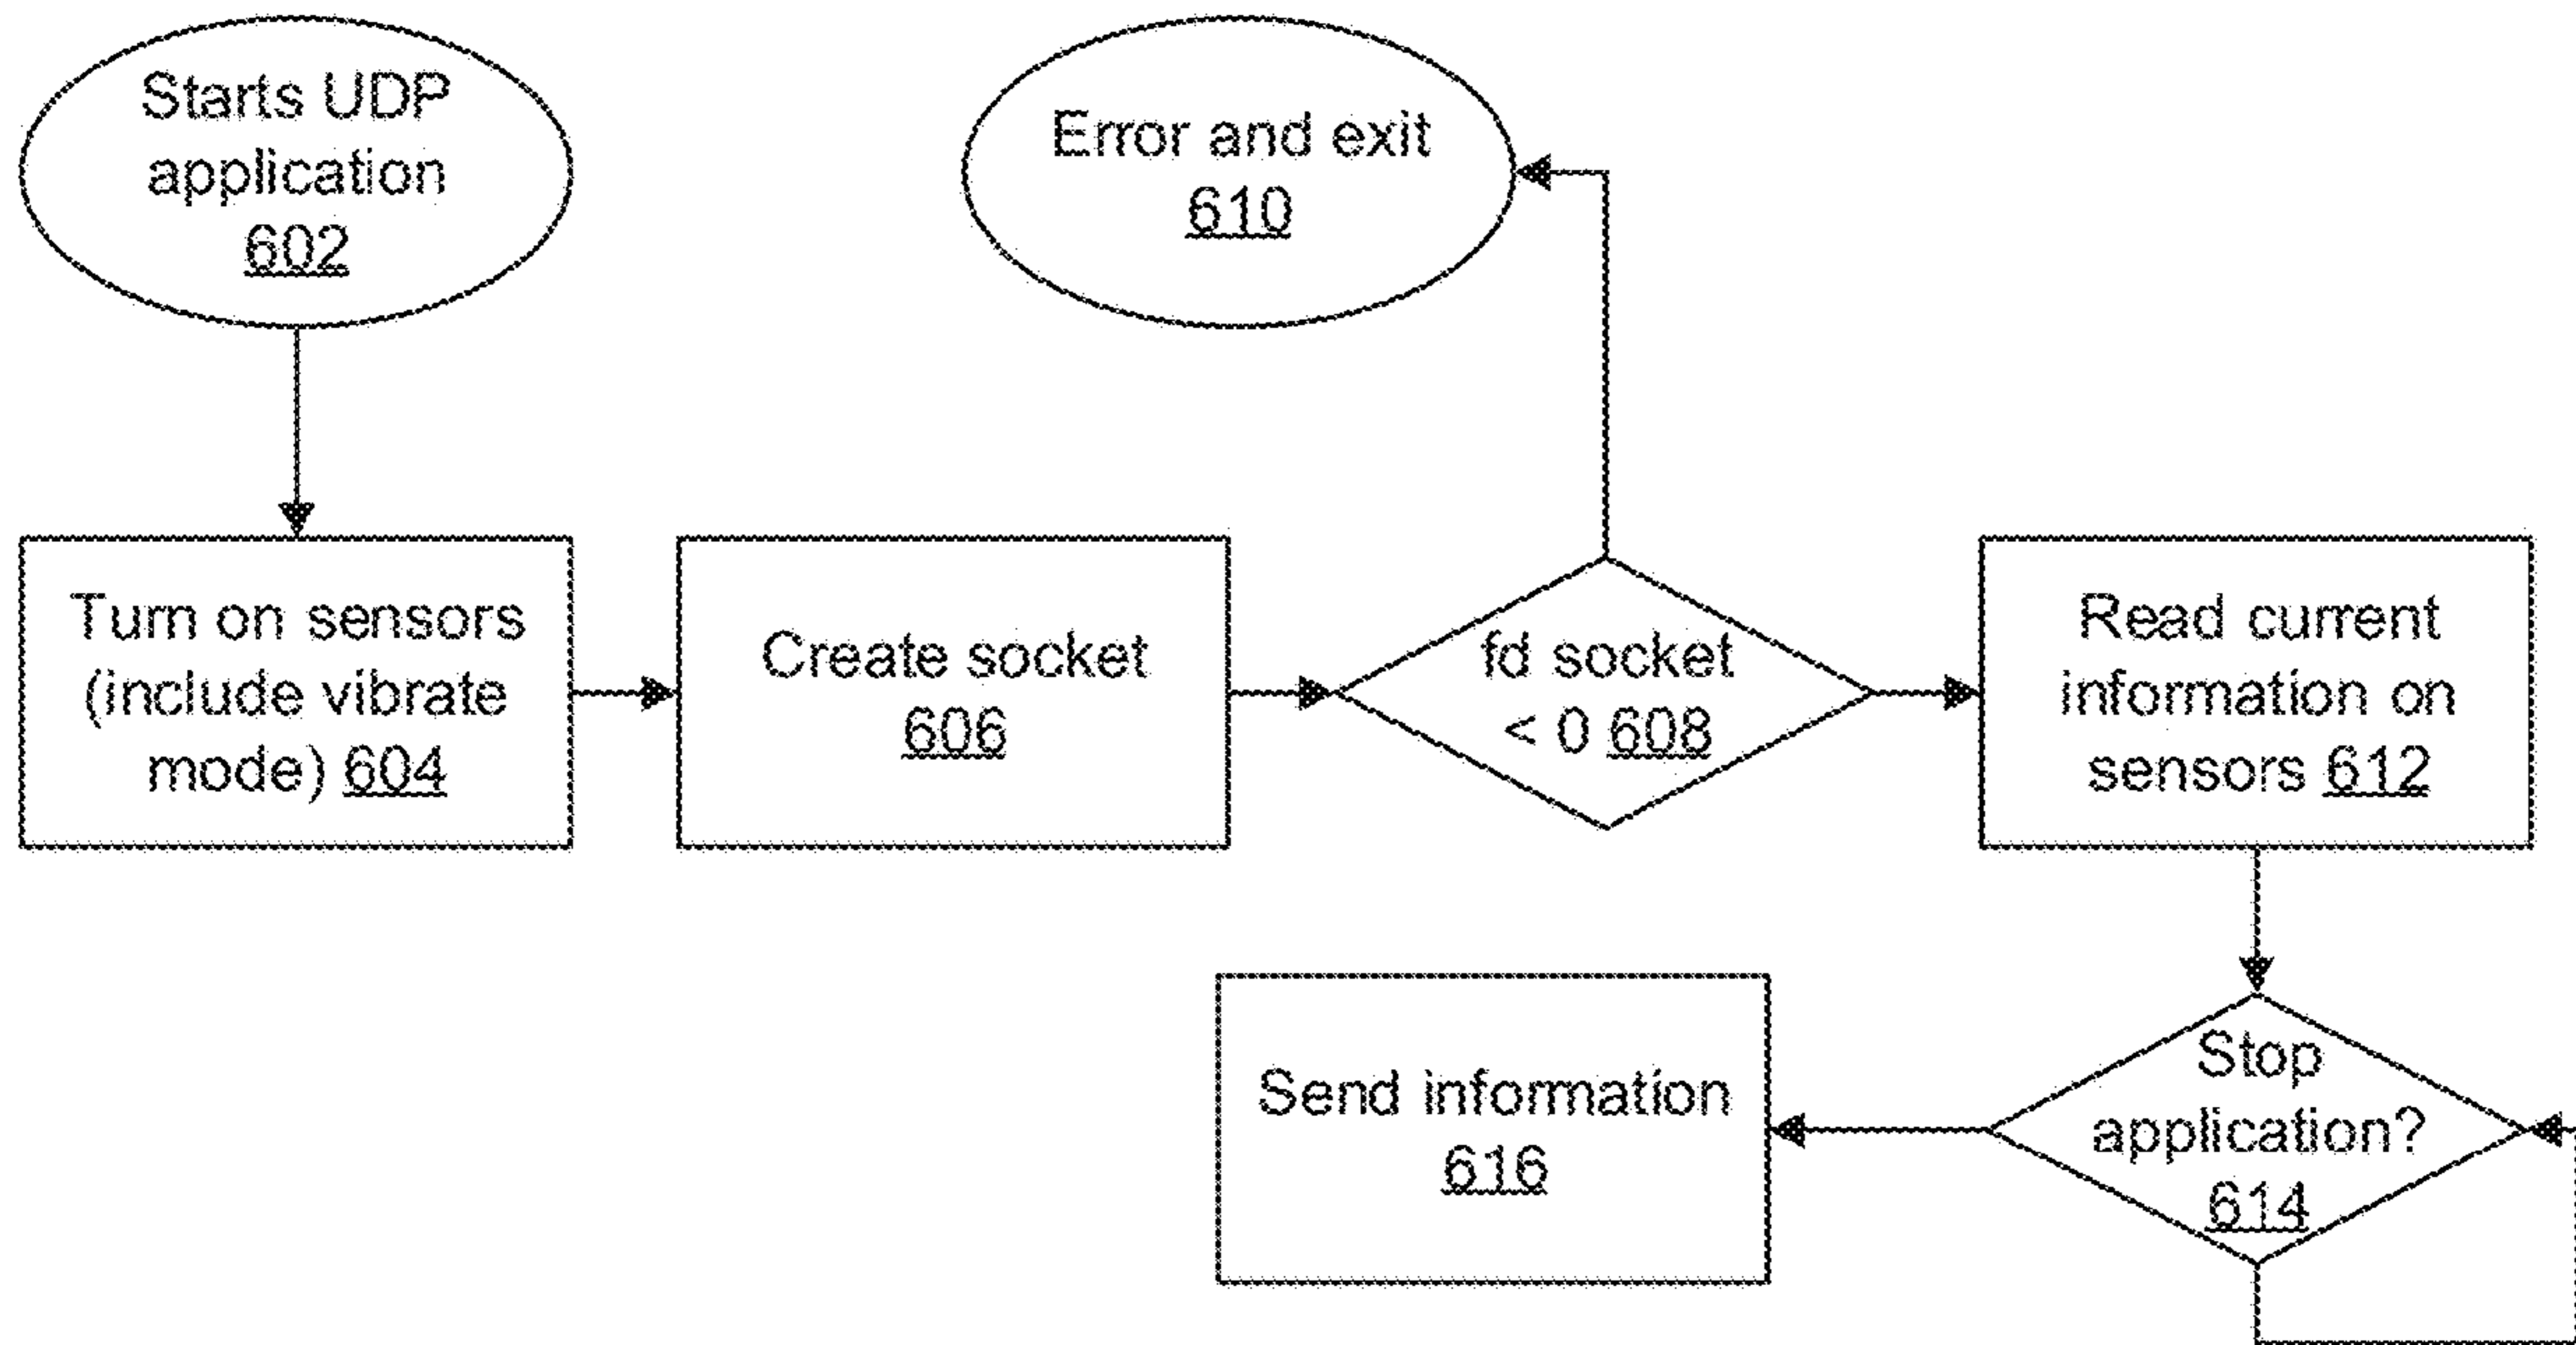 Starts UDP
application
602
Error and exit
610
Turn on sensors
(include vibrate
mode) 604
Create socket
606
fd socket
< 0 608
Read current
information on
sensors 612
Send information
616
Stop
application?
614